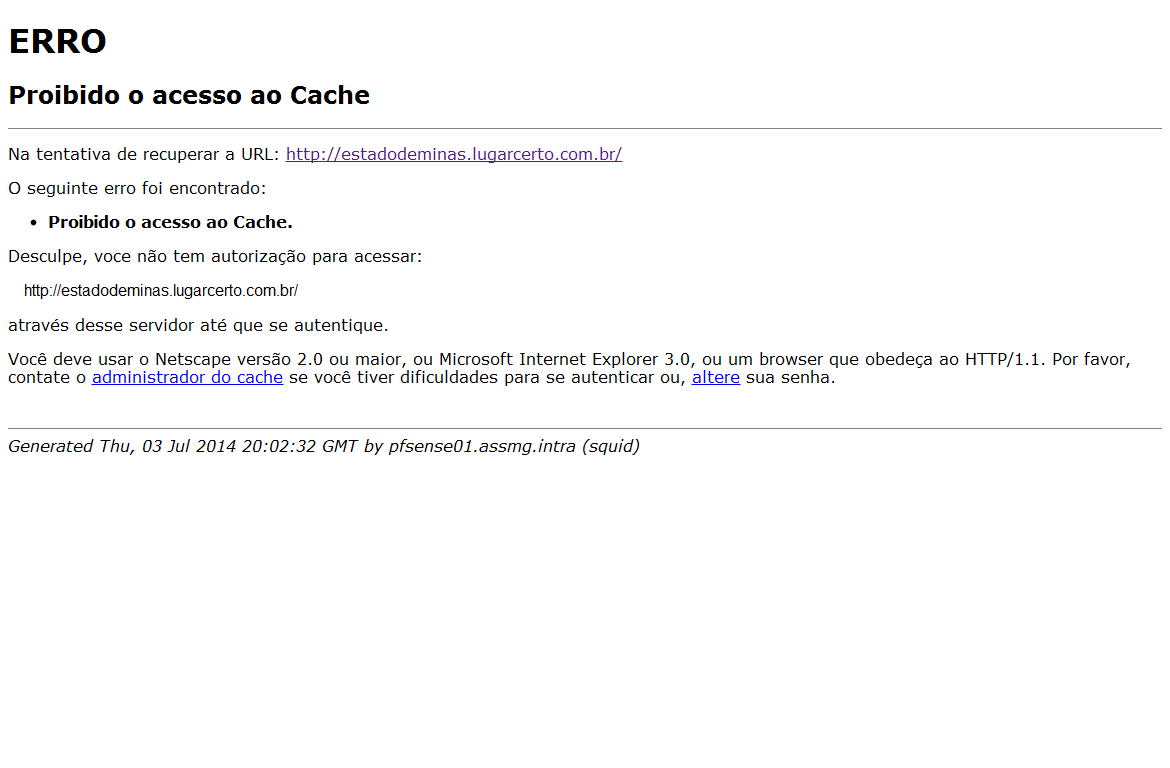 ERRO
Proibido o acesso ao Cache
Na tentativa de recuperar a URL: http://estadodeminas.lugarcerto.com.br/
O seguinte erro foi encontrado:
• Proibido o acesso ao Cache.
Desculpe, voce não tem autorização para acessar:
http://estadodeminas.lugarcerto.com.br/
através desse servidor até que se autentique.
Você deve usar o Netscape versão 2.0 ou maior, ou Microsoft Internet Explorer 3.0, ou um browser que obedeça ao HTTP/1.1. Por favor,
contate o administrador do cache se você tiver dificuldades para se autenticar ou, altere sua senha.
Generated Thu, 03 Jul 2014 20:02:32 GMT by pfsense01.assmg.intra (squid)